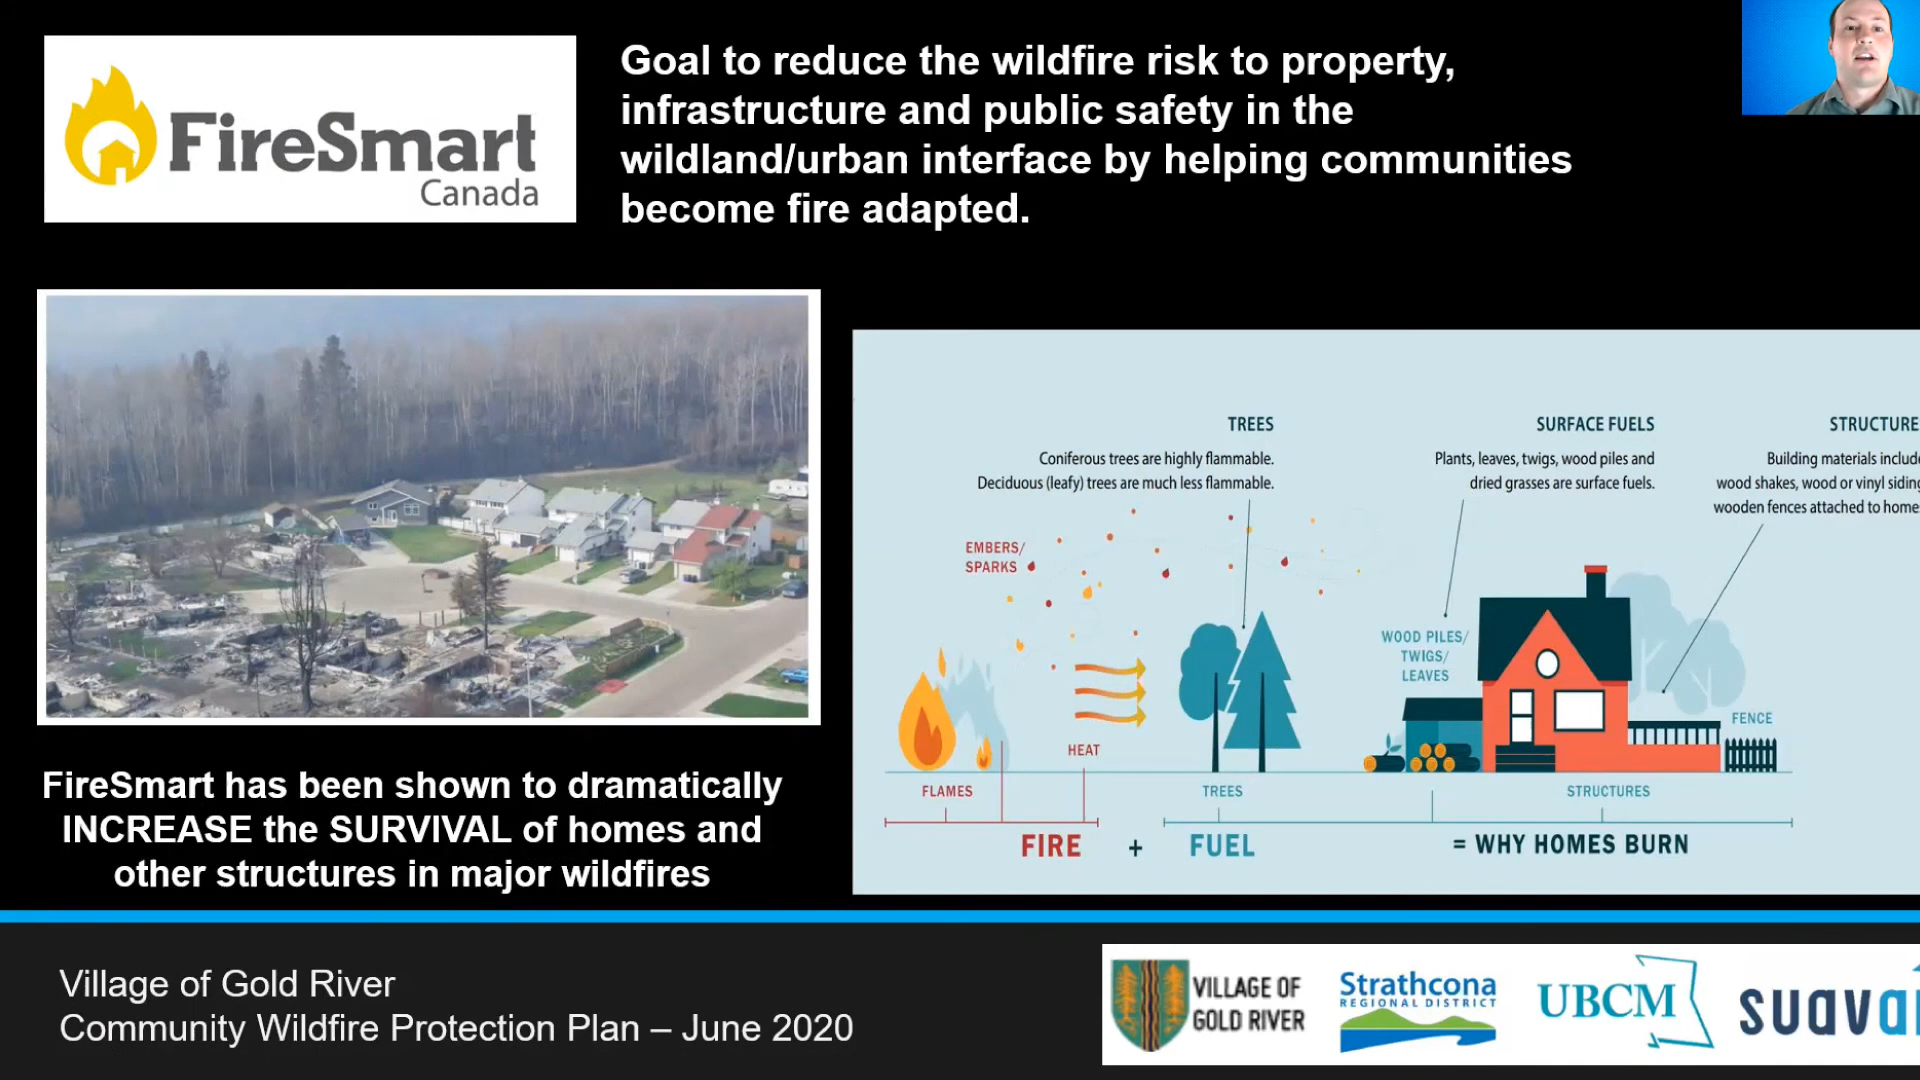 FireSmart
Canada
Goal to reduce the wildfire risk to property,
infrastructure and public safety in the
wildland/urban interface by helping communities
become fire adapted.
TREES
Coniferous trees are highly flammable.
Deciduous (leafy) trees are much less flammable.
SURFACE FUELS
Plants, leaves, twigs, wood piles and
dried grasses are surface fuels.
STRUCTURE
Building materials include
wood shakes, wood or vinyl siding
wooden fences attached to home
EMBERS/
SPARKS
WOOD PILES/
TWIGS/
LEAVES
FENCE
HEAT
FLAMES
TREES
STRUCTURES
FIRE + FUEL = WHY HOMES BURN
FireSmart has been shown to dramatically
INCREASE the SURVIVAL of homes and
other structures in major wildfires
Village of Gold River
Community Wildfire Protection Plan – June 2020
VILLAGE OF
GOLD RIVER
Strathcona
REGIONAL DISTRICT
UBCM
suava